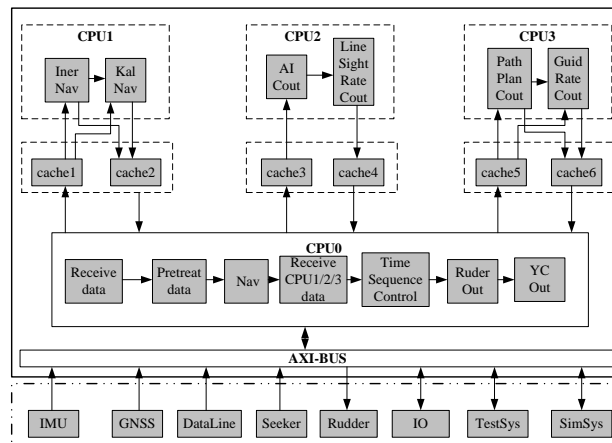 CPU1
CPU2
CPU3
Iner
Nav
Kal
Nav
AI
Cout
Line
Sight
Rate
Cout
Path
Plan
Cout
Guid
Rate
Cout
cache1
cache2
cache3
cache4
cache5
cache6
CPU0
Receive
data
Pretreat
data
Nav
Receive
CPU1/2/3
data
Time
Sequence
Control
Ruder
Out
YC
Out
AXI-BUS
IMU
GNSS
DataLine
Seeker
Rudder
IO
TestSys
SimSys